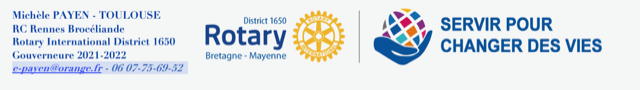 Michèle PAYEN - TOULOUSE
RC Rennes Brocéliande
Rotary International District 1650
Gouverneure 2021-2022
e-payen@orange.fr - 06 07-75-69-52
District 1650
Rotary
Bretagne - Mayenne
SERVIR POUR
CHANGER DES VIES